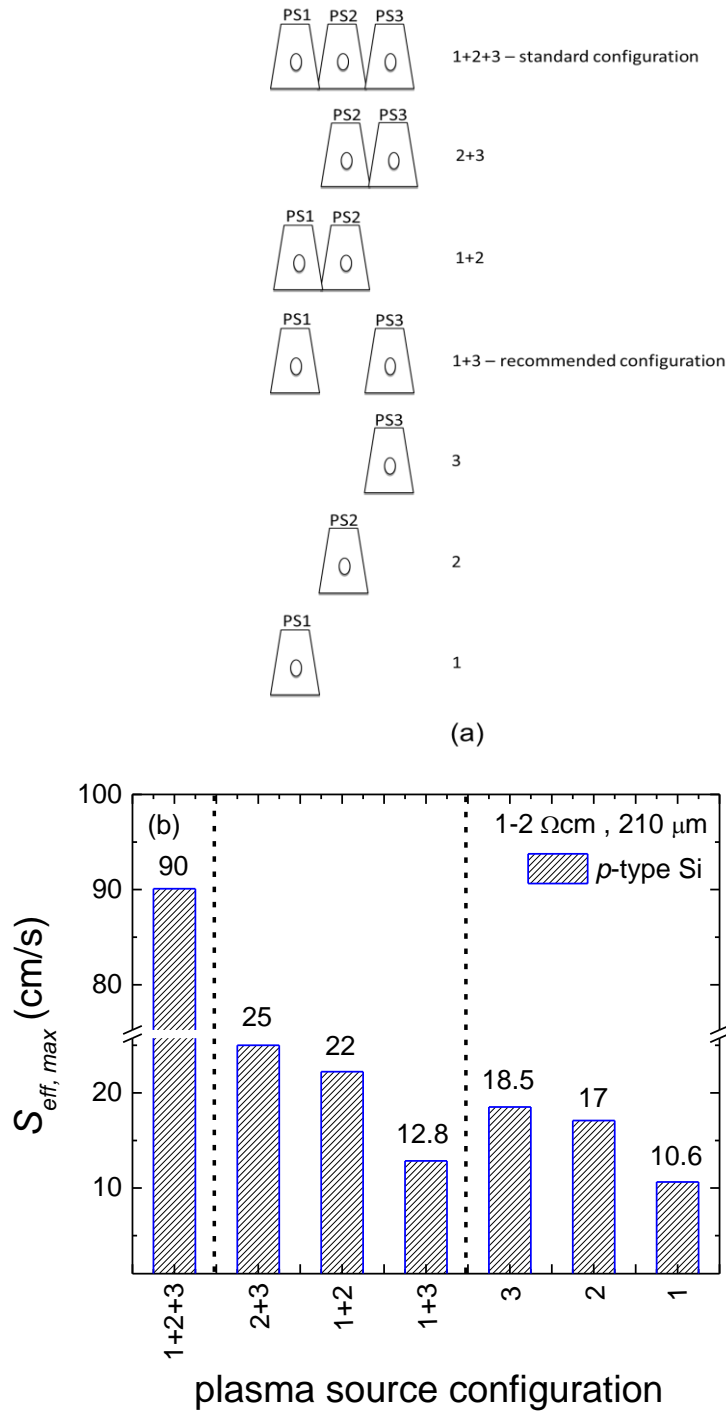 PS1 PS2 PS3
1+2+3 – standard configuration
PS2 PS3
2+3
PS1 PS2
1+2
PS1 PS3
1+3 – recommended configuration
PS3
3
PS2
2
PS1
1
(a)
100
(b)
1-2 Ωcm , 210 μm
p-type Si
90
90
80
25
22
20
18.5
17
12.8
10.6
10
S_eff, max (cm/s)
1+2+3
2+3
1+2
1+3
3
2
1
plasma source configuration